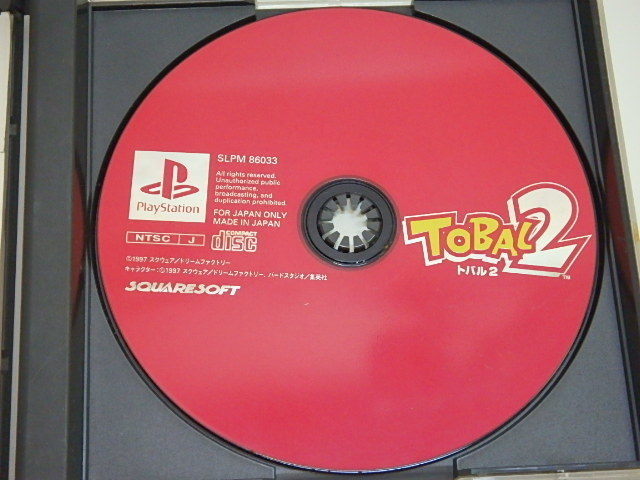 SLPM 86033
PlayStation
All rights reserved.
Unauthorized public
performance,
broadcasting, and
duplication prohibited.
FOR JAPAN ONLY
MADE IN JAPAN
NTSC J
COMPACT
disc
©1997 スクウェア/ドリームファクトリー
キャラクター:©1997 スクウェア/ドリームファクトリー、バードスタジオ/集英社
SQUARESOFT
TOBAL 2
トバル2
TM